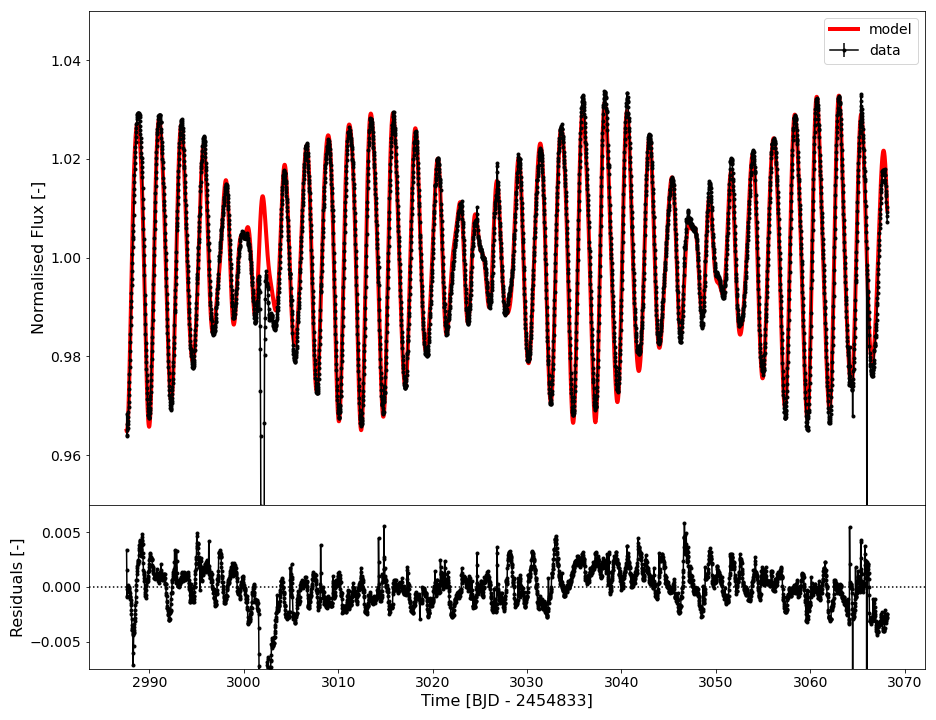 model
data
Normalised Flux [-]
1.04
1.02
1.00
0.98
0.96
Residuals [-]
0.005
0.000
−0.005
2990 3000 3010 3020 3030 3040 3050 3060 3070
Time [BJD - 2454833]